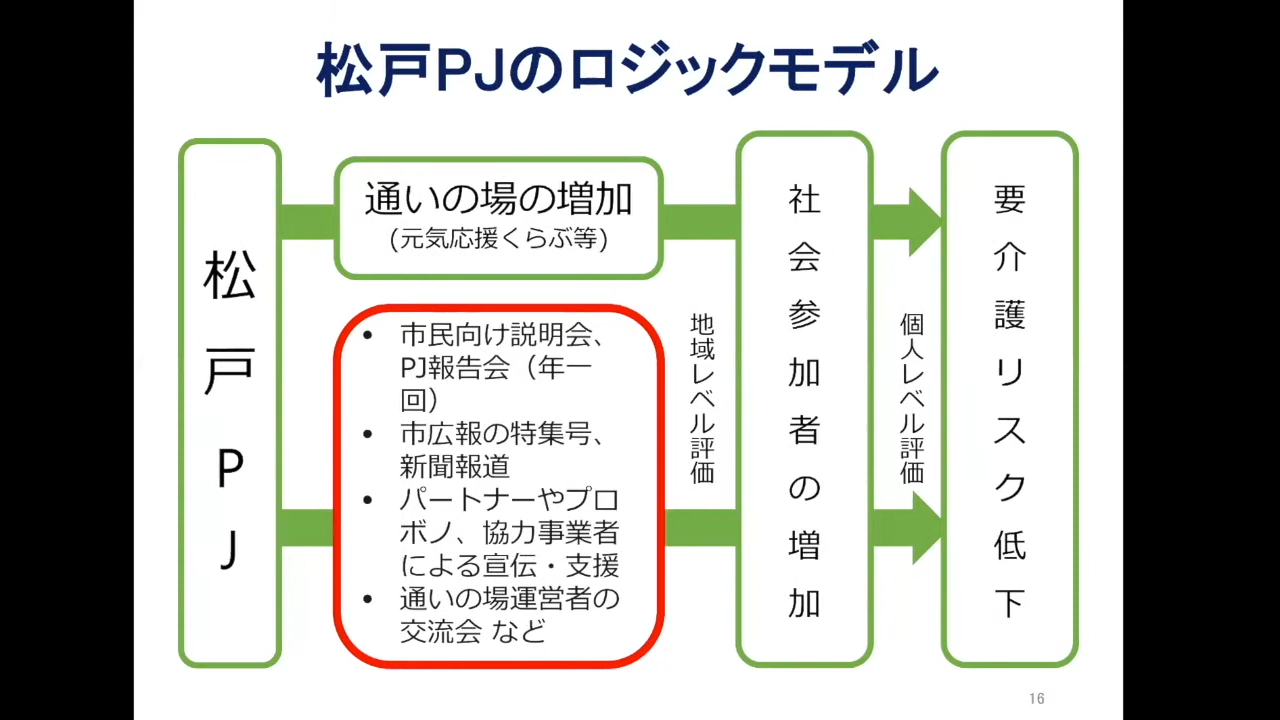 松戸PJのロジックモデル
松戸PJ
通いの場の増加
(元気応援くらぶ等)
• 市民向け説明会、
PJ報告会（年一
回）
• 市広報の特集号、
新聞報道
• パートナーやプロ
ボノ、協力事業者
による宣伝・支援
• 通いの場運営者の
交流会 など
地域レベル評価
社会参加者の増加
個人レベル評価
要介護リスク低下
16